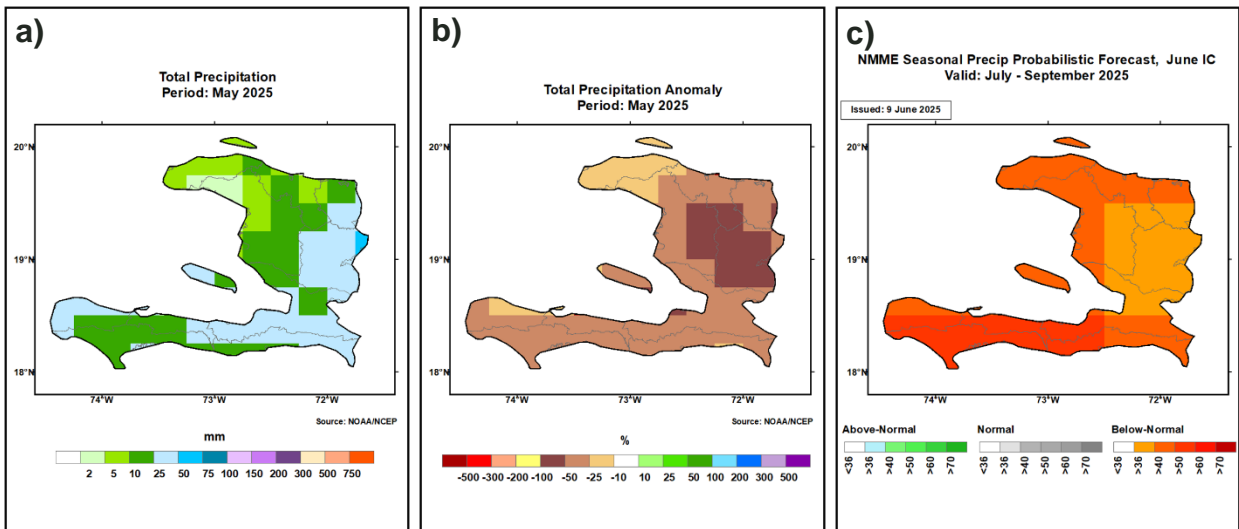 a)
Total Precipitation
Period: May 2025
20°N
19°N
18°N
74°W
73°W
72°W
Source: NOAA/NCEP
mm
2 5 10 25 50 75 100 150 200 300 500 750
b)
Total Precipitation Anomaly
Period: May 2025
20°N
19°N
18°N
74°W
73°W
72°W
Source: NOAA/NCEP
%
-500 -300 -200 -100 -50 -25 -10 10 25 50 100 200 300 500
c)
NMME Seasonal Precip Probabilistic Forecast, June IC
Valid: July - September 2025
Issued: 9 June 2025
20°N
19°N
18°N
74°W
73°W
72°W
Above-Normal
<36 >36 >40 >50 >60 >70
Normal
<36 >36 >40 >50 >60 >70
Below-Normal
<36 >36 >40 >50 >60 >70